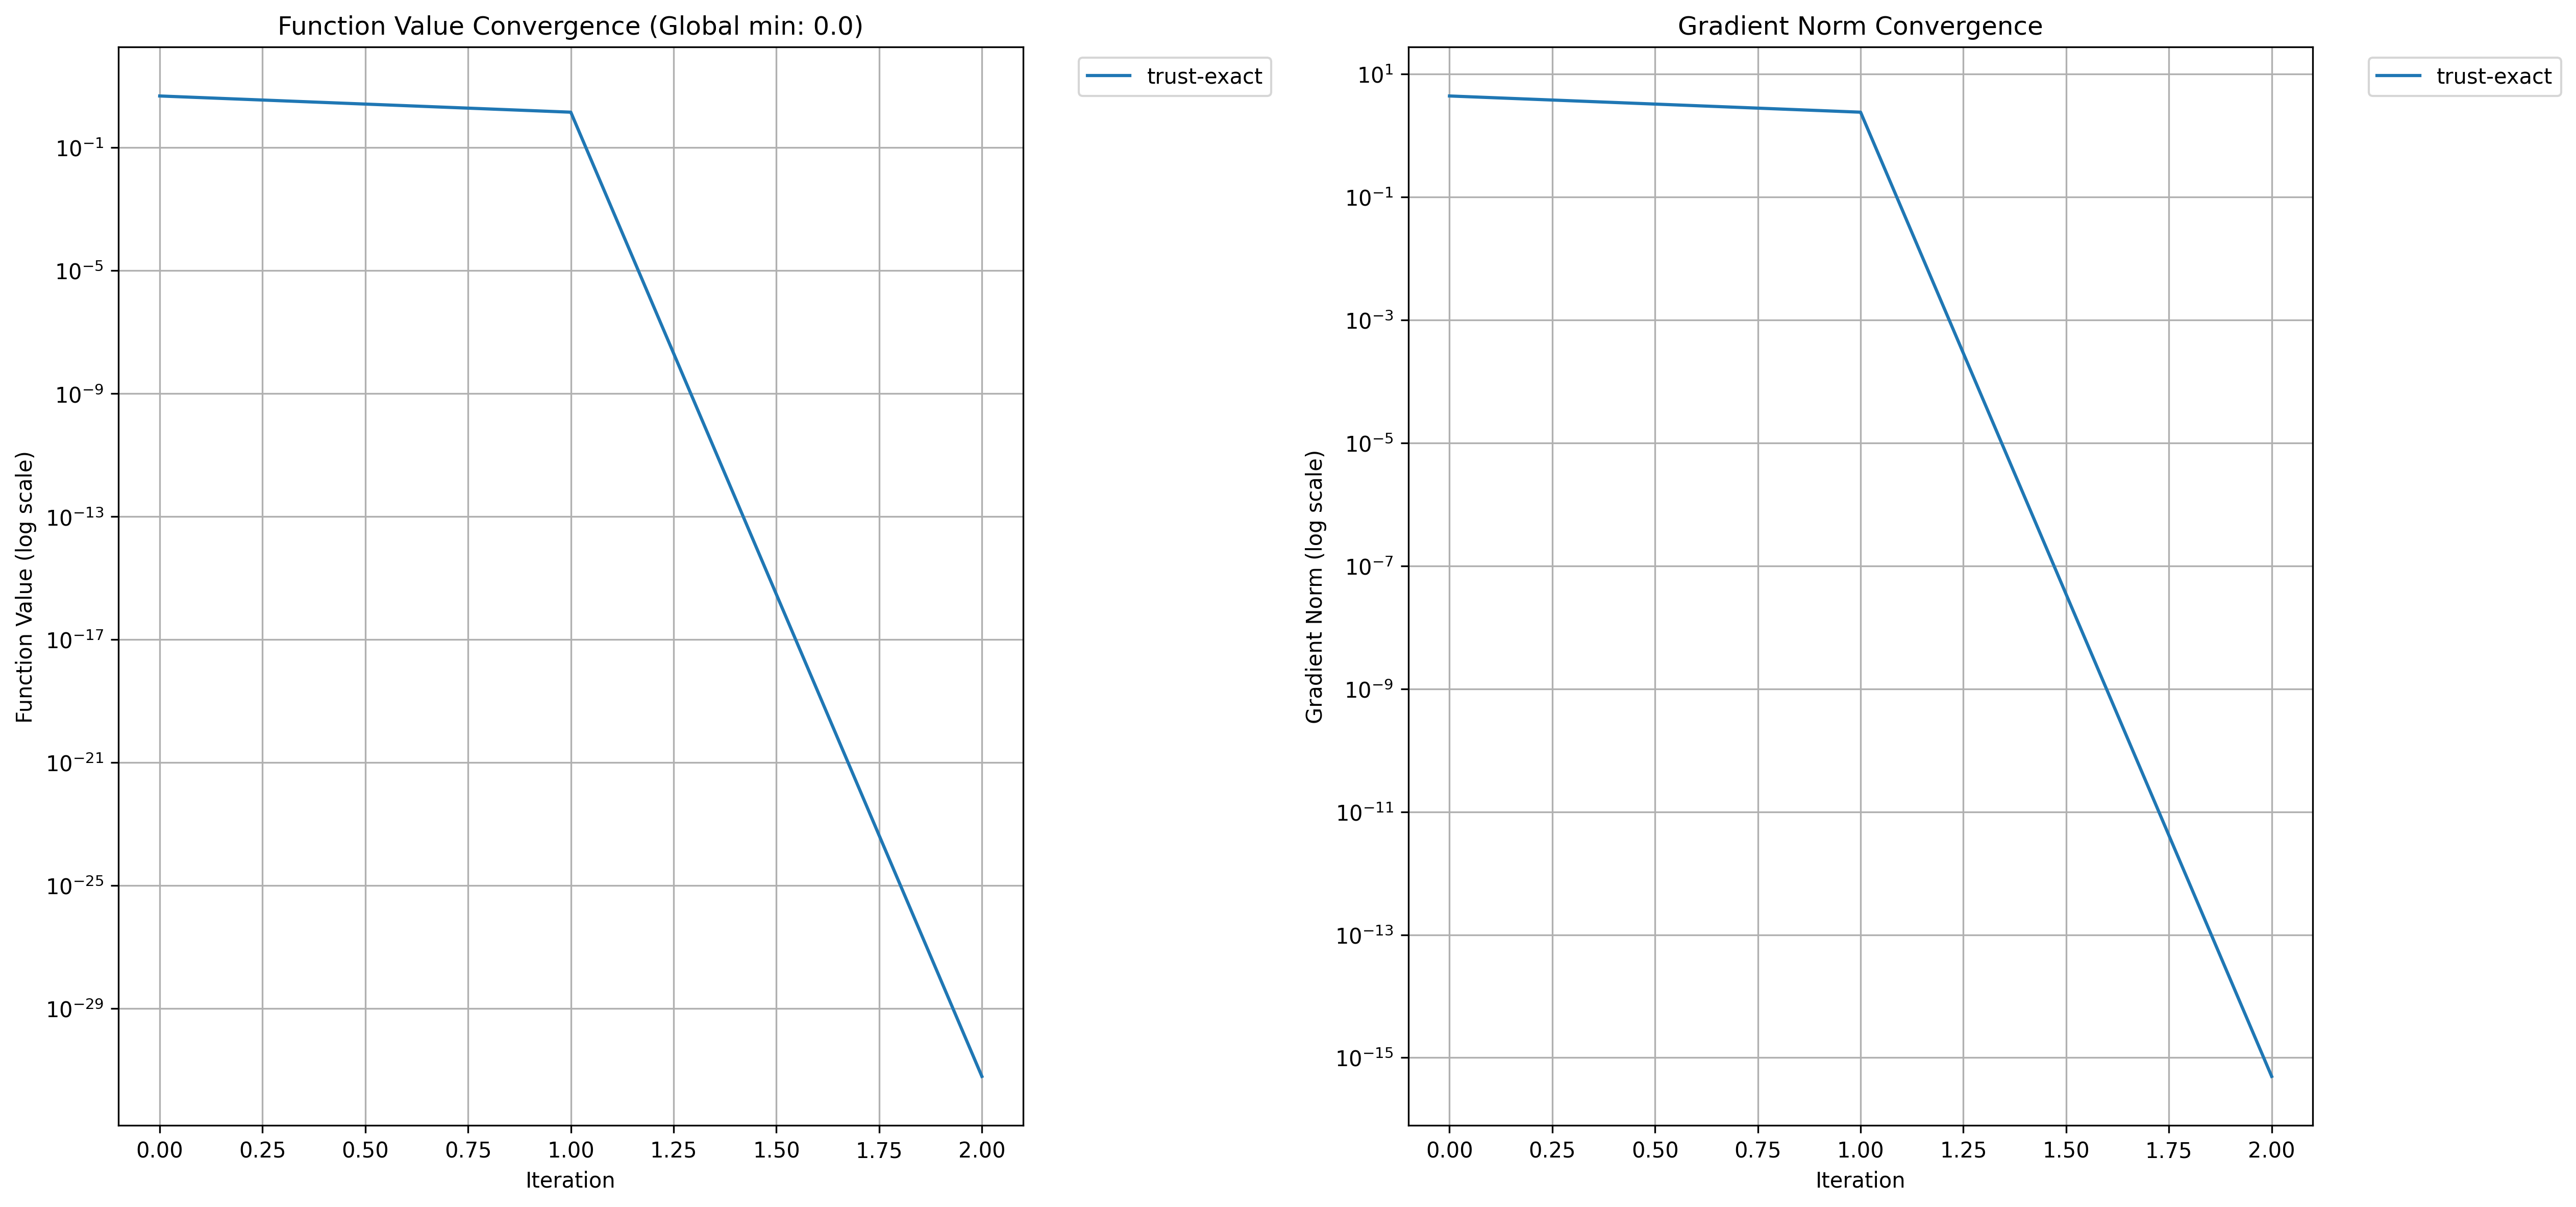 Function Value Convergence (Global min: 0.0)
trust-exact
10⁻¹
10⁻⁵
10⁻⁹
10⁻¹³
10⁻¹⁷
10⁻²¹
10⁻²⁵
10⁻²⁹
Function Value (log scale)
0.00 0.25 0.50 0.75 1.00 1.25 1.50 1.75 2.00
Iteration
Gradient Norm Convergence
trust-exact
10¹
10⁻¹
10⁻³
10⁻⁵
10⁻⁷
10⁻⁹
10⁻¹¹
10⁻¹³
10⁻¹⁵
Gradient Norm (log scale)
0.00 0.25 0.50 0.75 1.00 1.25 1.50 1.75 2.00
Iteration